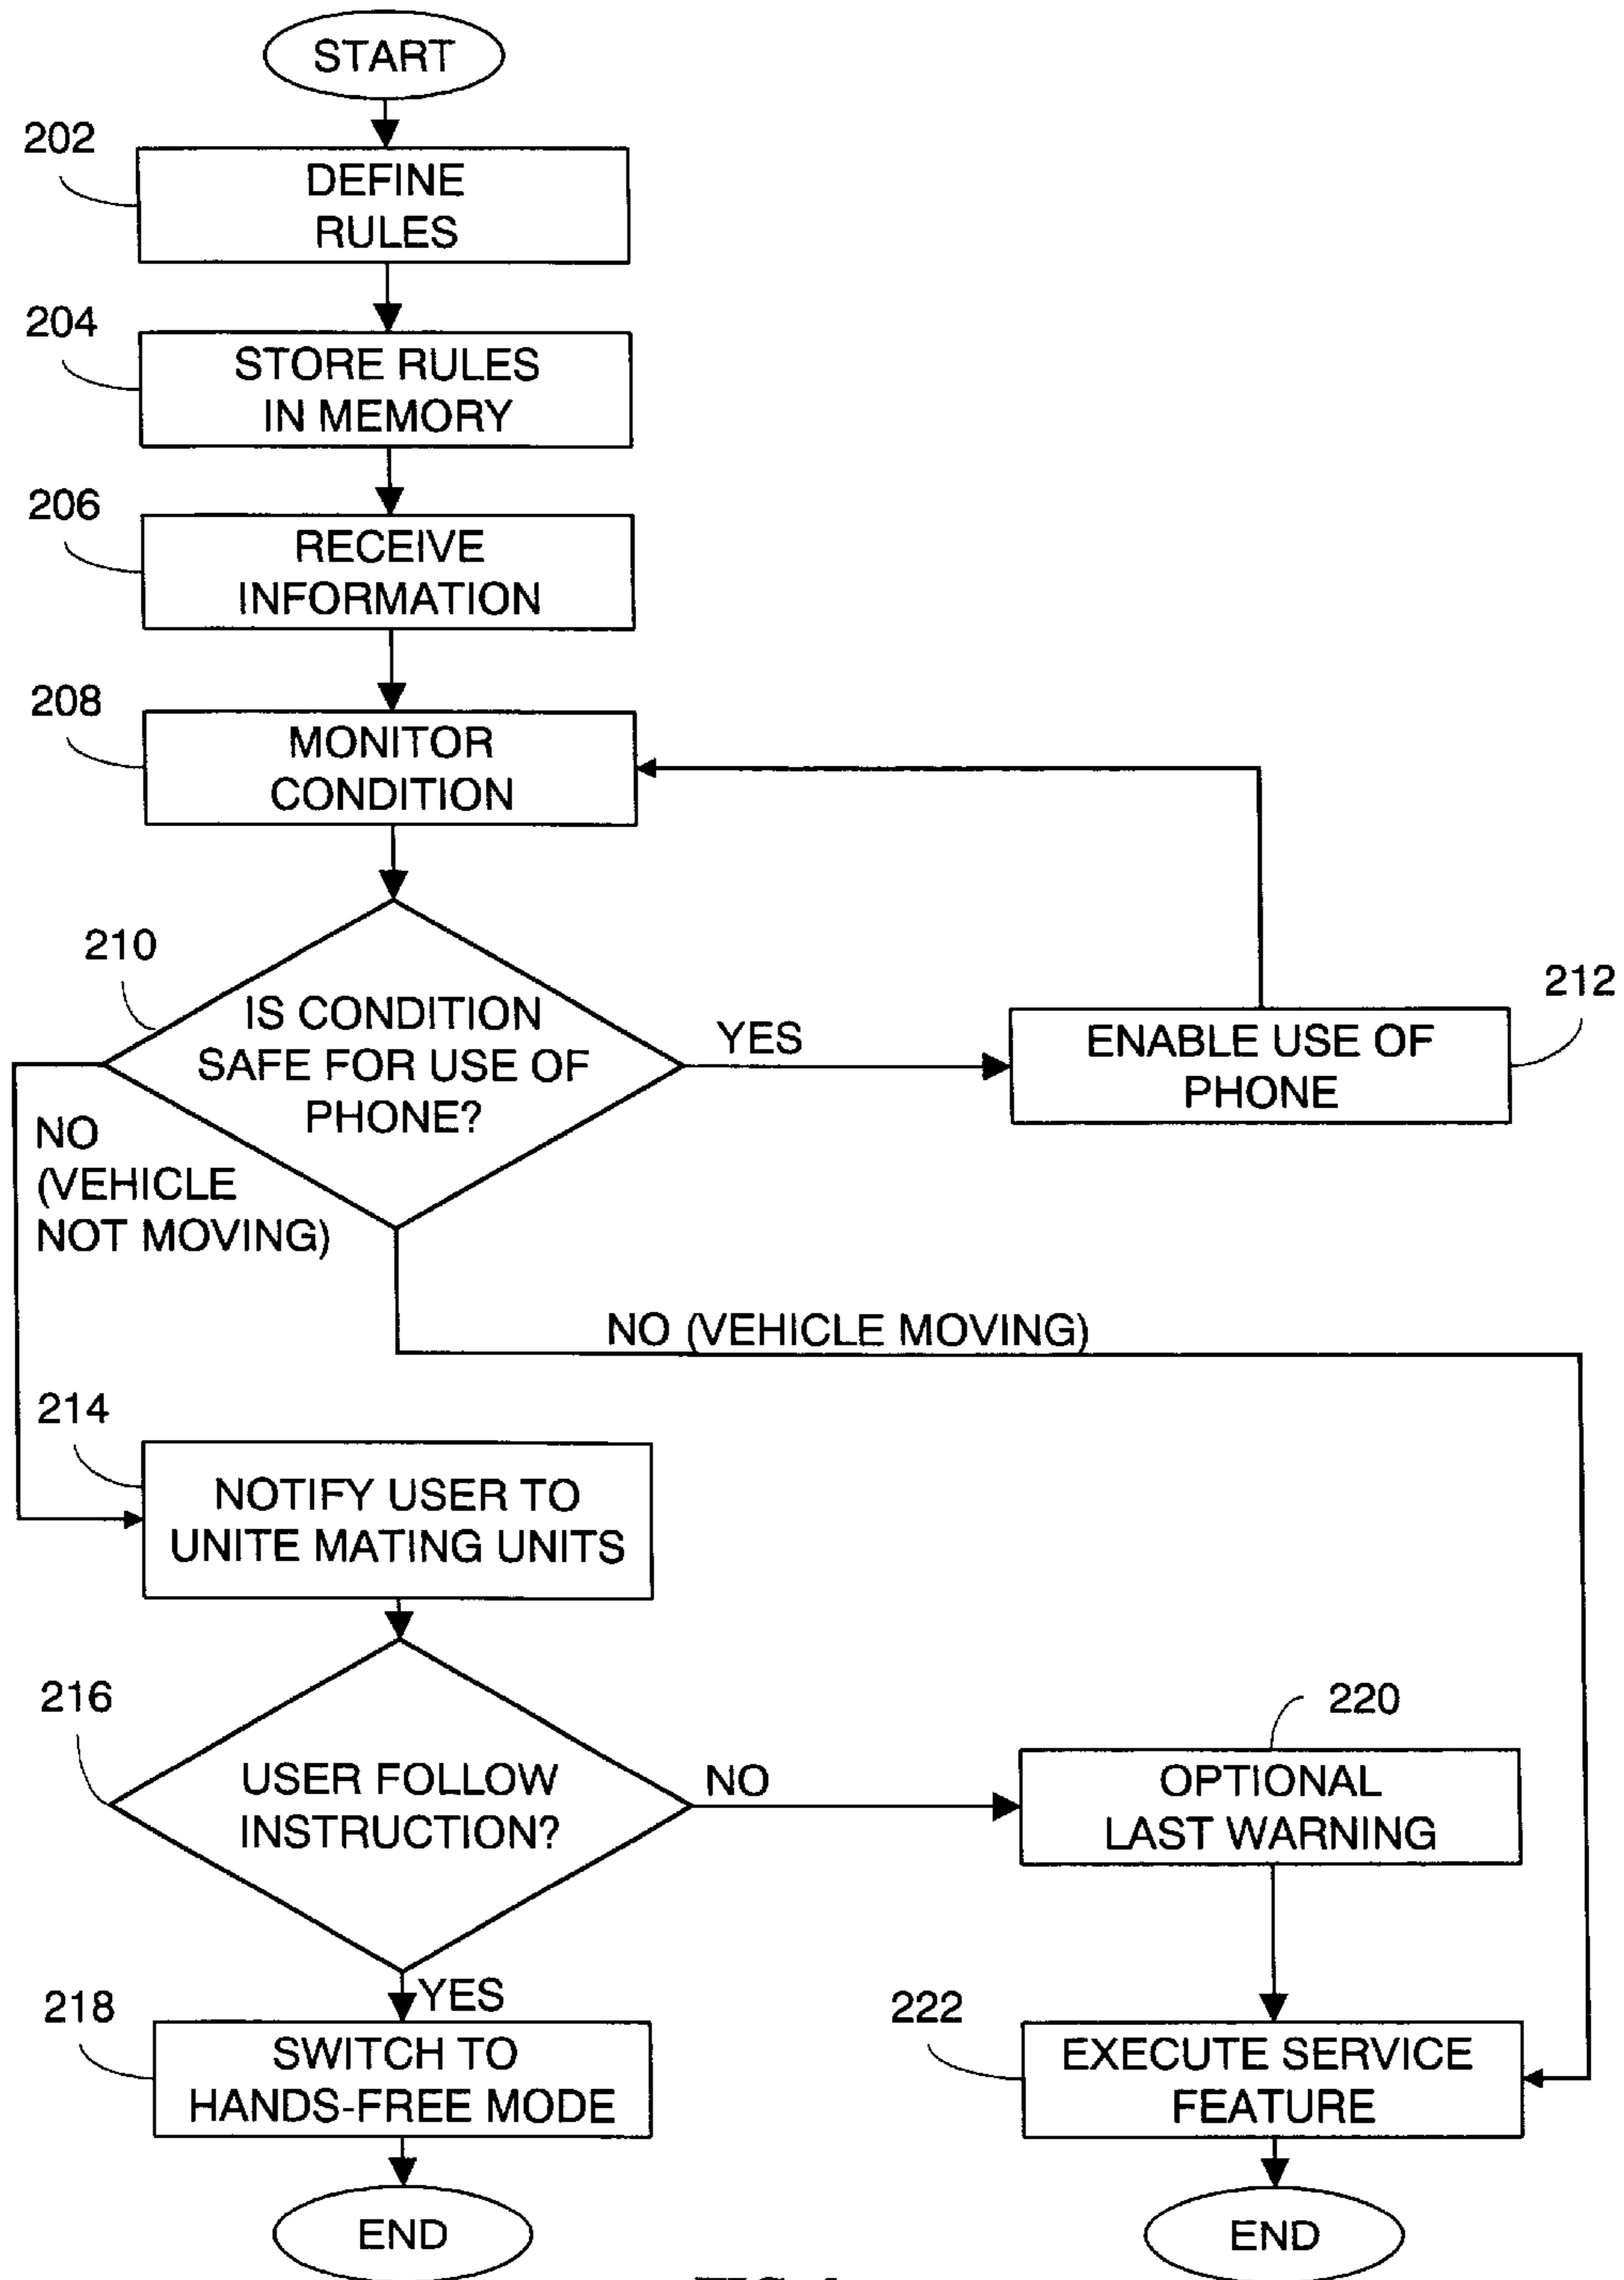 START
202
DEFINE
RULES
204
STORE RULES
IN MEMORY
206
RECEIVE
INFORMATION
208
MONITOR
CONDITION
210
IS CONDITION
SAFE FOR USE OF
PHONE?
YES
212
ENABLE USE OF
PHONE
NO
(VEHICLE
NOT MOVING)
NO (VEHICLE MOVING)
214
NOTIFY USER TO
UNITE MATING UNITS
216
USER FOLLOW
INSTRUCTION?
NO
220
OPTIONAL
LAST WARNING
YES
218
SWITCH TO
HANDS-FREE MODE
222
EXECUTE SERVICE
FEATURE
END
END